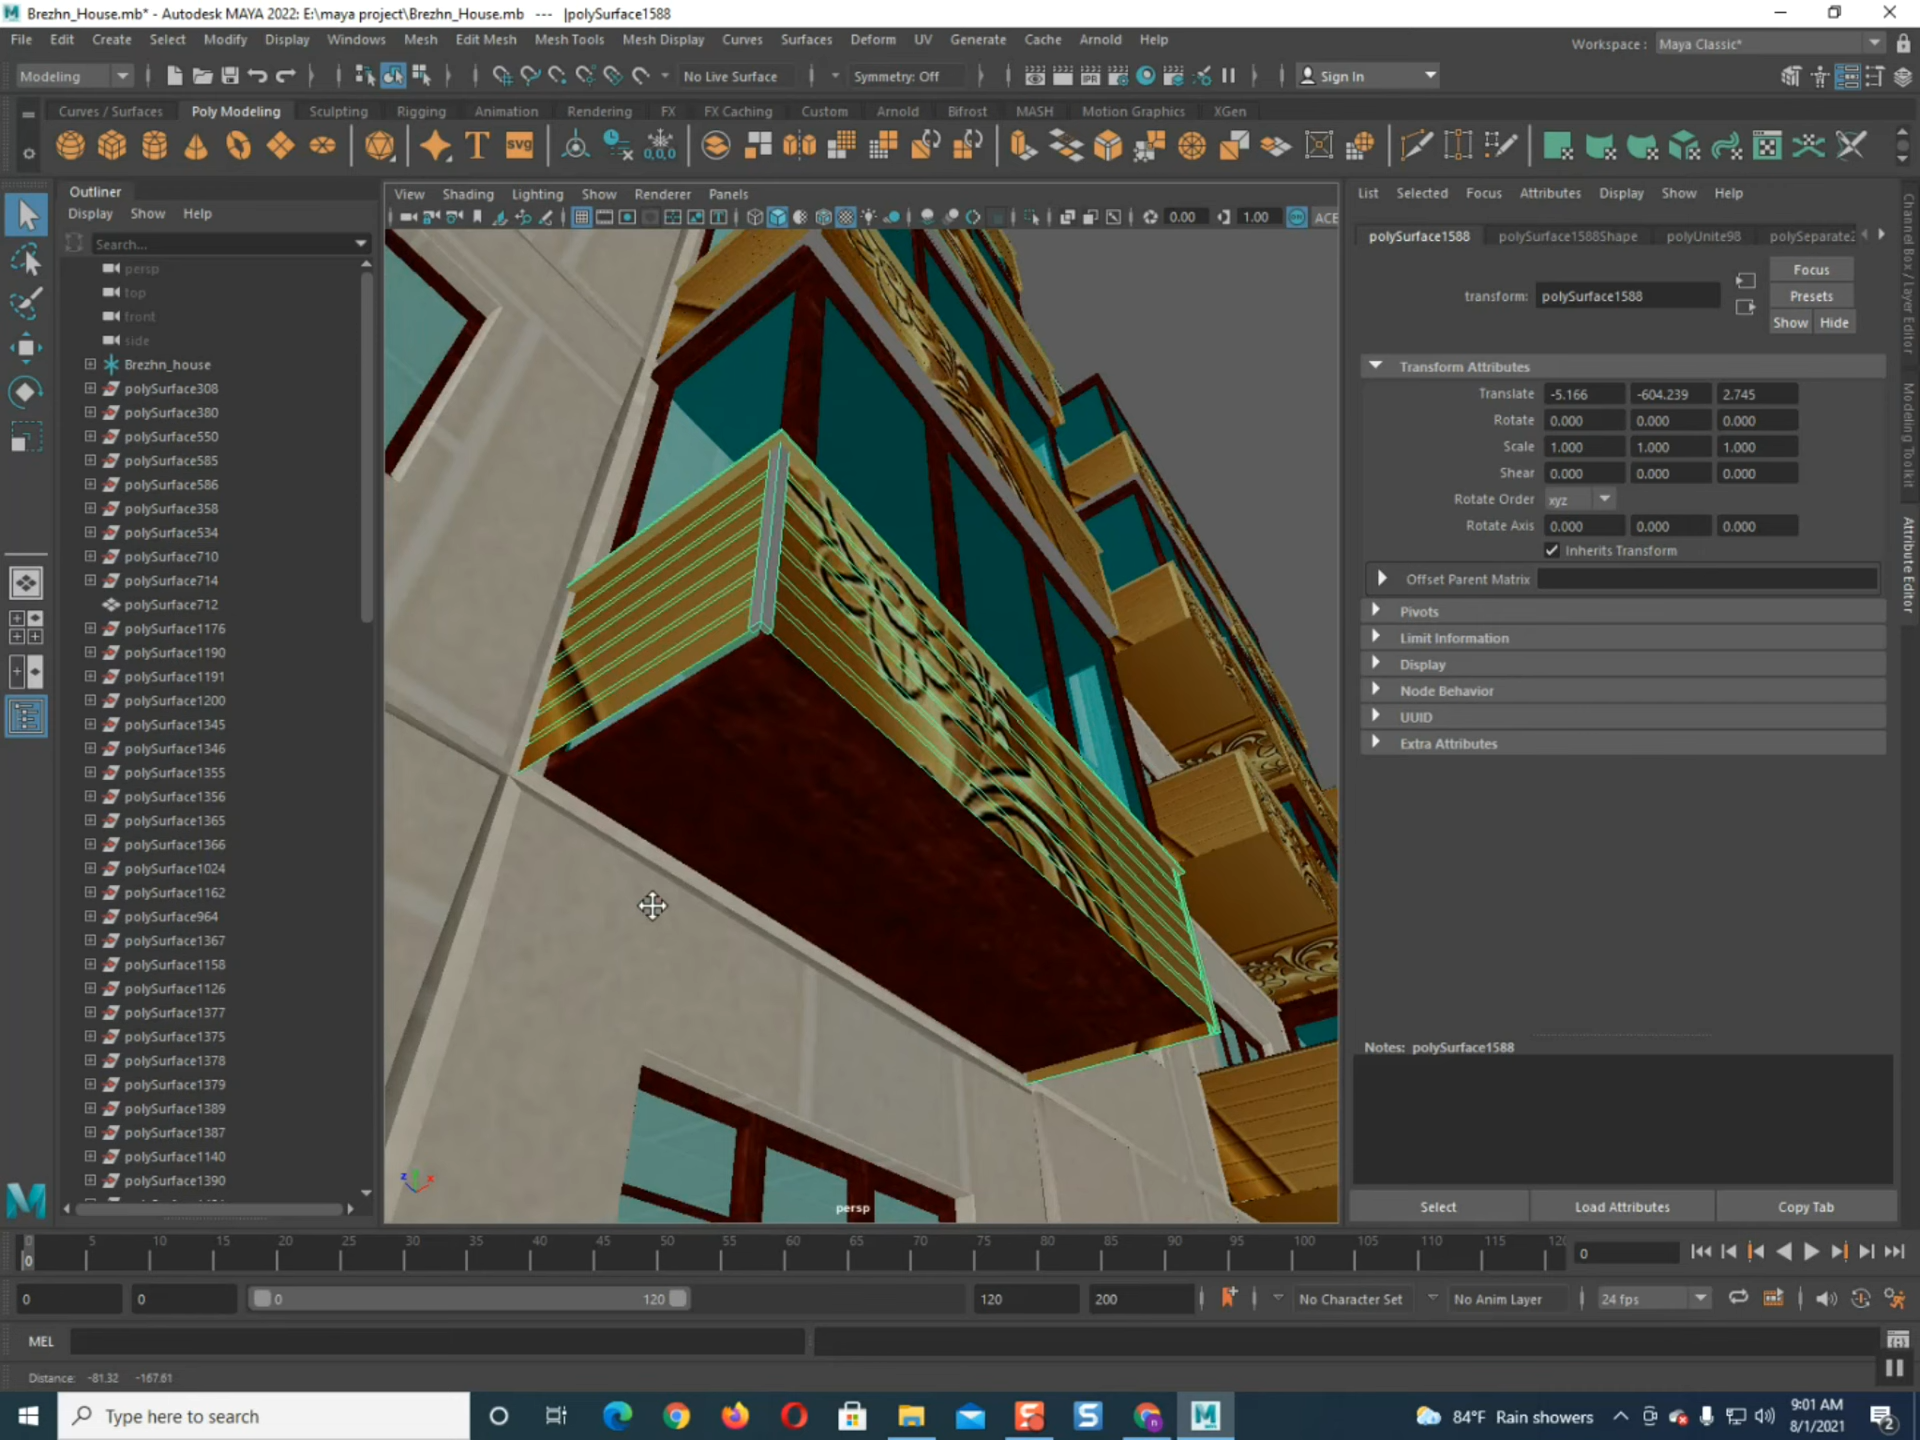 Brezhn_House.mb* - Autodesk MAYA 2022: E:\maya project\Brezhn_House.mb --- |polySurface1588
File Edit Create Select Modify Display Windows Mesh Edit Mesh Mesh Tools Mesh Display Curves Surfaces Deform UV Generate Cache Arnold Help
Workspace : Maya Classic*
Modeling No Live Surface Symmetry: Off Sign In
Curves / Surfaces Poly Modeling Sculpting Rigging Animation Rendering FX FX Caching Custom Arnold Bifrost MASH Motion Graphics XGen
Outliner
Display Show Help
Search...
persp
top
front
side
Brezhn_house
polySurface308
polySurface380
polySurface550
polySurface585
polySurface586
polySurface358
polySurface534
polySurface710
polySurface714
polySurface712
polySurface1176
polySurface1190
polySurface1191
polySurface1200
polySurface1345
polySurface1346
polySurface1355
polySurface1356
polySurface1365
polySurface1366
polySurface1024
polySurface1162
polySurface964
polySurface1367
polySurface1158
polySurface1126
polySurface1377
polySurface1375
polySurface1378
polySurface1379
polySurface1389
polySurface1387
polySurface1140
polySurface1390
View Shading Lighting Show Renderer Panels
0.00 1.00 ACE
persp
List Selected Focus Attributes Display Show Help
polySurface1588 polySurface1588Shape polyUnite98 polySeparate
Focus
transform: polySurface1588
Presets
Show Hide
Transform Attributes
Translate -5.166 -604.239 2.745
Rotate 0.000 0.000 0.000
Scale 1.000 1.000 1.000
Shear 0.000 0.000 0.000
Rotate Order xyz
Rotate Axis 0.000 0.000 0.000
Inherits Transform
Offset Parent Matrix
Pivots
Limit Information
Display
Node Behavior
UUID
Extra Attributes
Notes: polySurface1588
Select Load Attributes Copy Tab
Channel Box / Layer Editor
Modeling Toolkit
Attribute Editor
0 5 10 15 20 25 30 35 40 45 50 55 60 65 70 75 80 85 90 95 100 105 110 115 12
0
0
0 0 0 120 120 200 No Character Set No Anim Layer 24 fps
MEL
Distance: -81.32 -167.61
Type here to search
84°F Rain showers
9:01 AM
8/1/2021
2